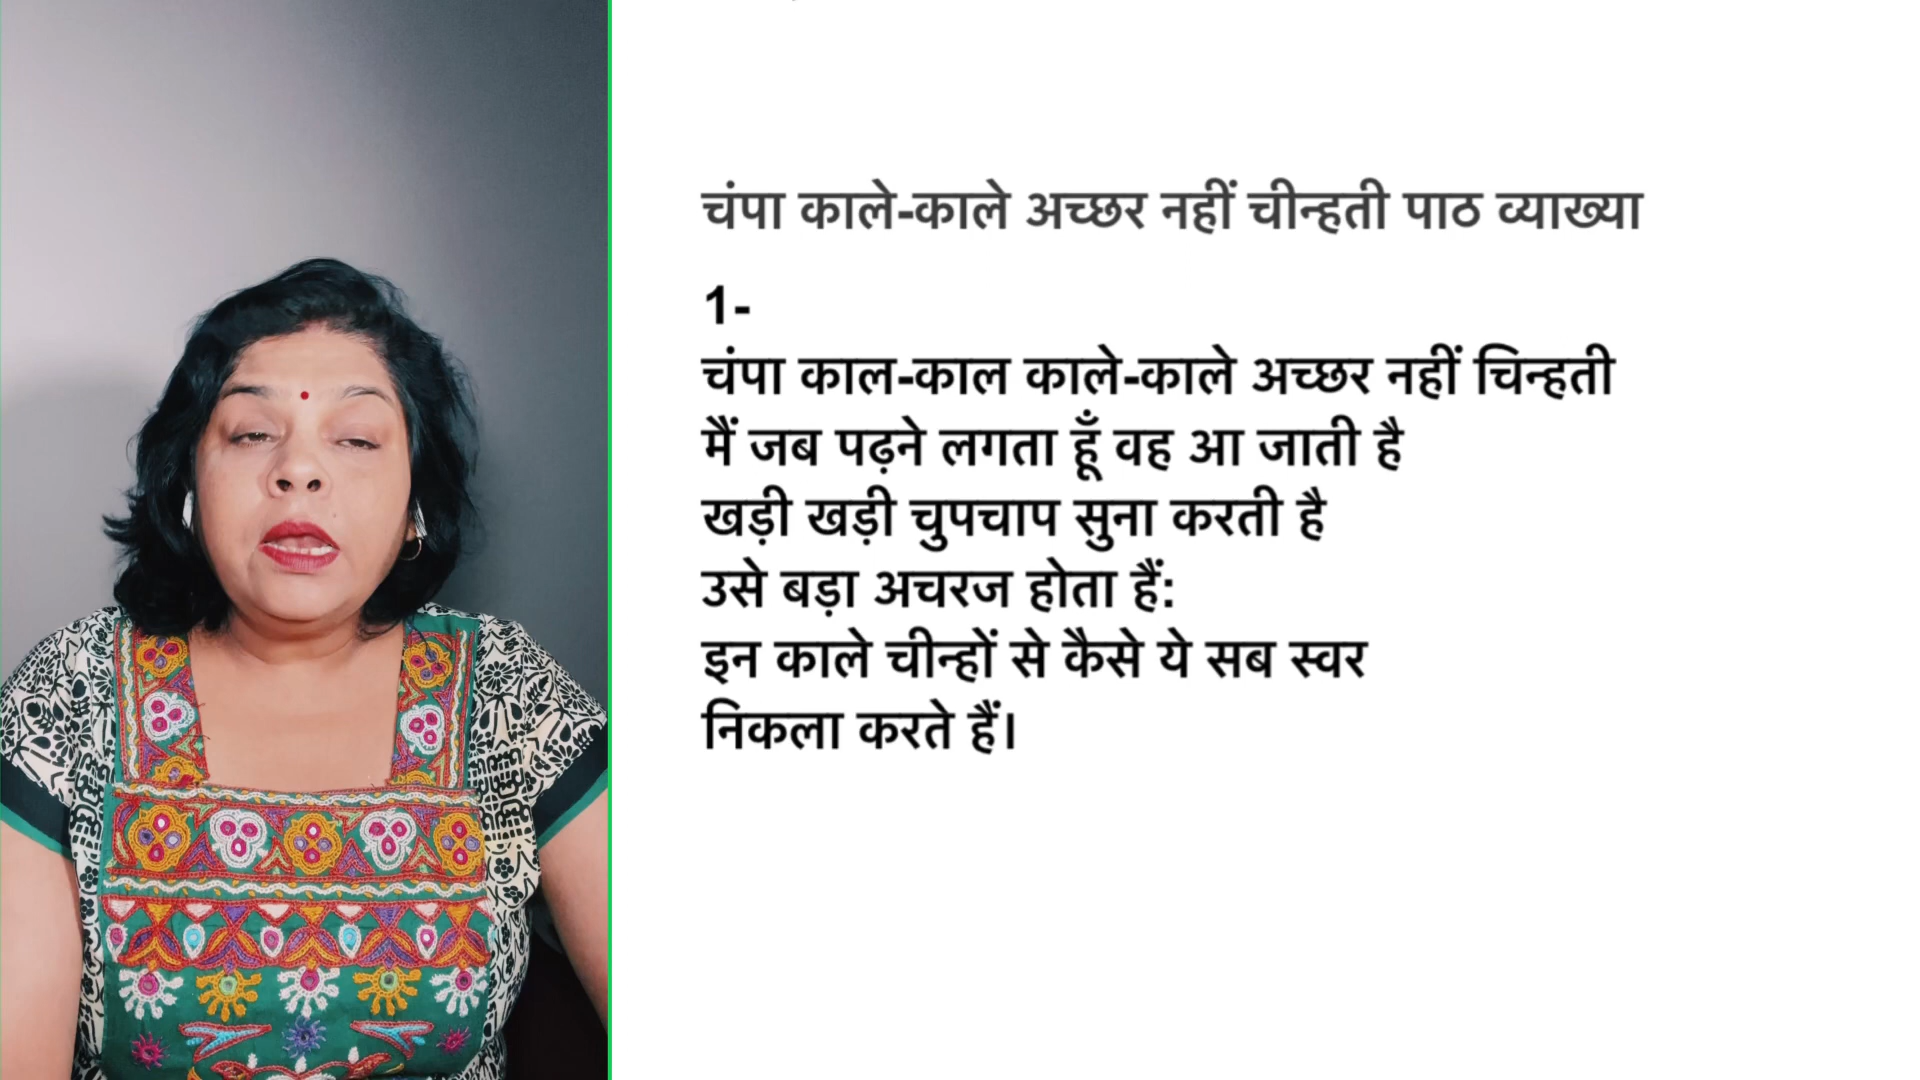 चंपा काले-काले अच्छर नहीं चीन्हती पाठ व्याख्या
1-
चंपा काल-काल काले-काले अच्छर नहीं चिन्हती
मैं जब पढ़ने लगता हूँ वह आ जाती है
खड़ी खड़ी चुपचाप सुना करती है
उसे बड़ा अचरज होता हैं:
इन काले चीन्हों से कैसे ये सब स्वर
निकला करते हैं।